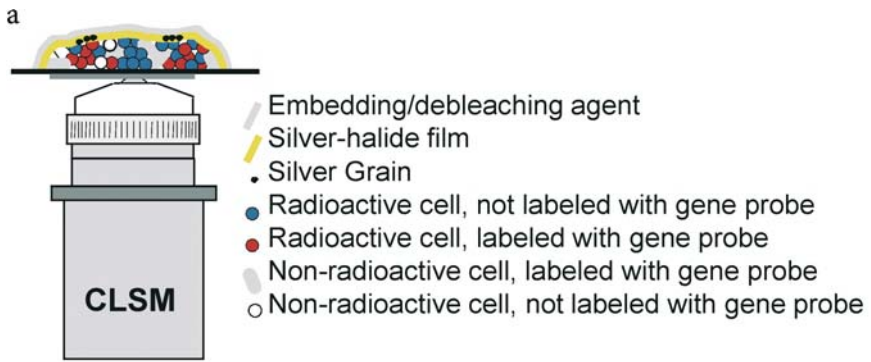 a
Embedding/debleaching agent
Silver-halide film
Silver Grain
Radioactive cell, not labeled with gene probe
Radioactive cell, labeled with gene probe
Non-radioactive cell, labeled with gene probe
Non-radioactive cell, not labeled with gene probe
CLSM